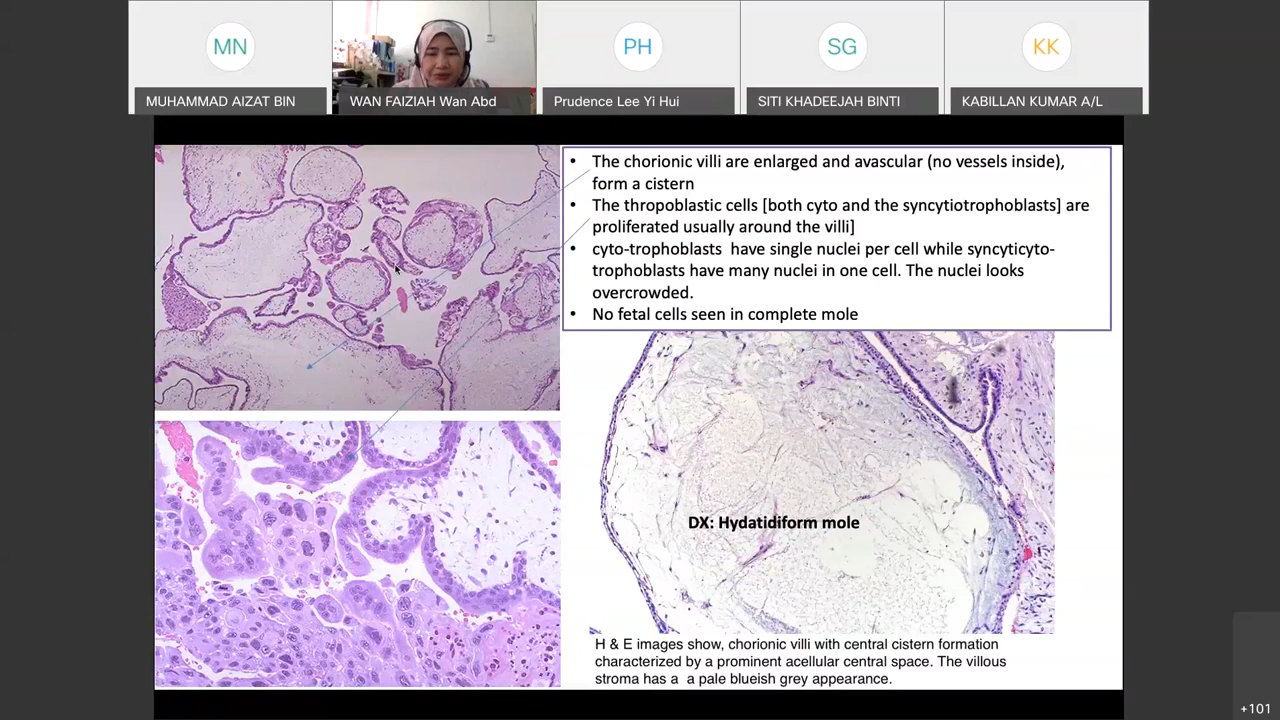 MN
PH
SG
KK
MUHAMMAD AIZAT BIN
WAN FAIZIAH Wan Abd
Prudence Lee Yi Hui
SITI KHADEEJAH BINTI
KABILLAN KUMAR A/L
• The chorionic villi are enlarged and avascular (no vessels inside),
form a cistern
• The thropoblastic cells [both cyto and the syncytiotrophoblasts] are
proliferated usually around the villi]
• cyto-trophoblasts have single nuclei per cell while syncyticyto-
trophoblasts have many nuclei in one cell. The nuclei looks
overcrowded.
• No fetal cells seen in complete mole
DX: Hydatidiform mole
H & E images show, chorionic villi with central cistern formation
characterized by a prominent acellular central space. The villous
stroma has a a pale blueish grey appearance.
+101